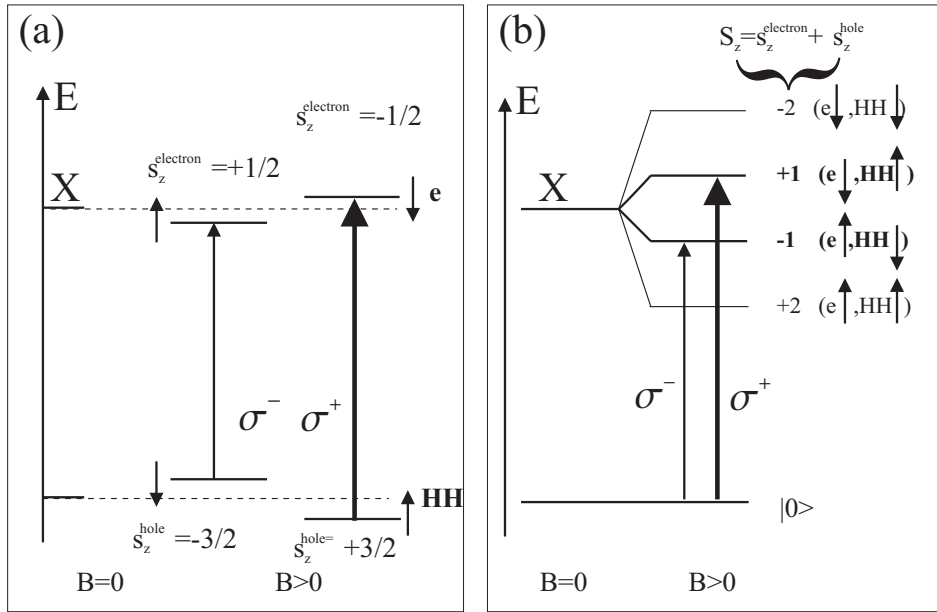 (a)
E
s_z^electron =-1/2
s_z^electron =+1/2
X
e
σ⁻ σ⁺
HH
s_z^hole =-3/2
s_z^hole= +3/2
B=0
B>0
(b)
S_z=s_z^electron + s_z^hole
E
-2 (e↓,HH↓)
X
+1 (e↓,HH↑)
-1 (e↑,HH↓)
+2 (e↑,HH↑)
σ⁻ σ⁺
|0>
B=0
B>0